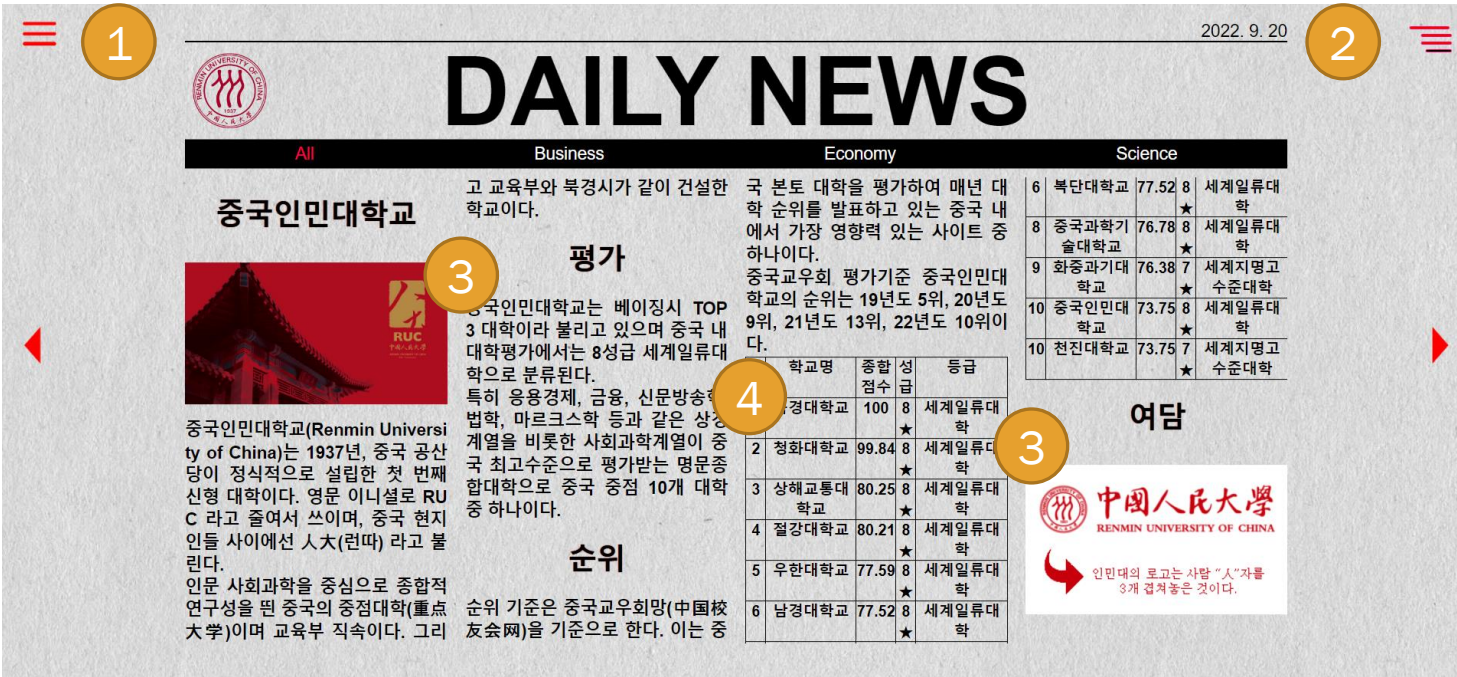 1
2022. 9. 20
2
RENMIN UNIVERSITY OF CHINA
1937
中國人民大學
DAILY NEWS
All Business Economy Science
중국인민대학교
3
RUC
중국인민대학교(Renmin Universi
ty of China)는 1937년, 중국 공산
당이 정식적으로 설립한 첫 번째
신형 대학이다. 영문 이니셜로 RU
C 라고 줄여서 쓰이며, 중국 현지
인들 사이에선 人大(런따) 라고 불
린다.
인문 사회과학을 중심으로 종합적
연구성을 띈 중국의 중점대학(重点
大学)이며 교육부 직속이다. 그리
고 교육부와 북경시가 같이 건설한
학교이다.
평가
국인민대학교는 베이징시 TOP
3 대학이라 불리고 있으며 중국 내
대학평가에서는 8성급 세계일류대
학으로 분류된다.
특히 응용경제, 금융, 신문방송학
법학, 마르크스학 등과 같은 상경
계열을 비롯한 사회과학계열이 중
국 최고수준으로 평가받는 명문종
합대학으로 중국 중점 10개 대학
중 하나이다.
순위
순위 기준은 중국교우회망(中国校
友会网)을 기준으로 한다. 이는 중
국 본토 대학을 평가하여 매년 대
학 순위를 발표하고 있는 중국 내
에서 가장 영향력 있는 사이트 중
하나이다.
중국교우회 평가기준 중국인민대
학교의 순위는 19년도 5위, 20년도
9위, 21년도 13위, 22년도 10위이
다.
4
학교명 종합 성 등급
점수 급
경대학교 100 8 세계일류대
★ 학
2 청화대학교 99.84 8 세계일류대
★ 학
3 상해교통대 80.25 8 세계일류대
학교 ★ 학
4 절강대학교 80.21 8 세계일류대
★ 학
5 우한대학교 77.59 8 세계일류대
★ 학
6 남경대학교 77.52 8 세계일류대
★ 학
6 복단대학교 77.52 8 세계일류대
★ 학
8 중국과학기 76.78 8 세계일류대
술대학교 ★ 학
9 화중과기대 76.38 7 세계지명고
학교 ★ 수준대학
10 중국인민대 73.75 8 세계일류대
학교 ★ 학
10 천진대학교 73.75 7 세계지명고
★ 수준대학
3
여담
中國人民大學
RENMIN UNIVERSITY OF CHINA
인민대의 로고는 사람 “人”자를
3개 겹쳐놓은 것이다.